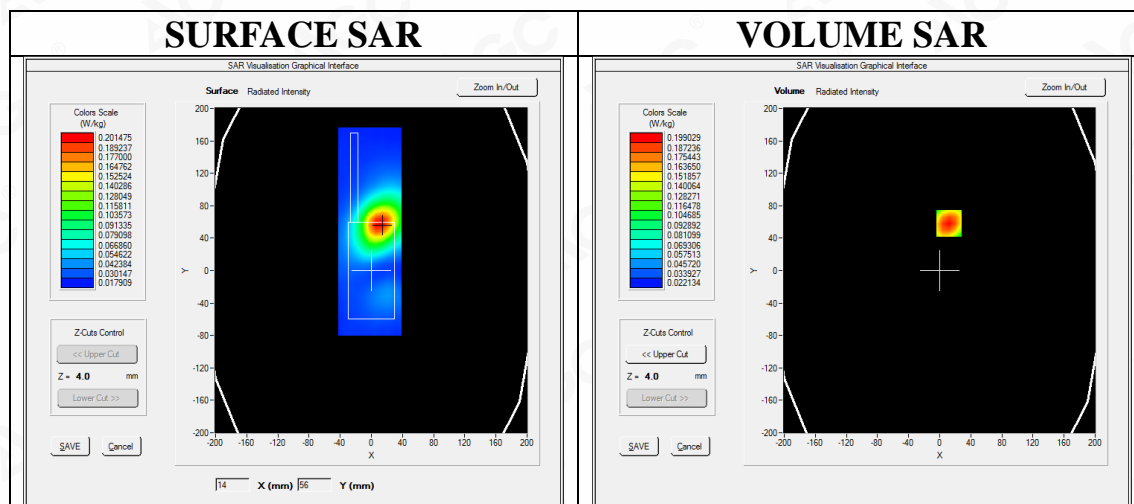 SURFACE SAR
SAR Visualisation Graphical Interface
Surface Radiated Intensity
Zoom In/Out
Colors Scale
(W/kg)
0.201475
0.189237
0.177000
0.164762
0.152524
0.140286
0.128049
0.115811
0.103573
0.091335
0.079098
0.066860
0.054622
0.042384
0.030147
0.017909
Z-Cuts Control
<< Upper Cut
Z = 4.0 mm
Lower Cut >>
SAVE Cancel
200
160
120
80
40
0
-40
-80
-120
-160
-200
Y
-200 -160 -120 -80 -40 0 40 80 120 160 200
X
14 X (mm) 56 Y (mm)
VOLUME SAR
SAR Visualisation Graphical Interface
Volume Radiated Intensity
Zoom In/Out
Colors Scale
(W/kg)
0.199029
0.187236
0.175443
0.163650
0.151857
0.140064
0.128271
0.116478
0.104685
0.092892
0.081099
0.069306
0.057513
0.045720
0.033927
0.022134
Z-Cuts Control
<< Upper Cut
Z = 4.0 mm
Lower Cut >>
SAVE Cancel
200
160
120
80
40
0
-40
-80
-120
-160
-200
Y
-200 -160 -120 -80 -40 0 40 80 120 160 200
X